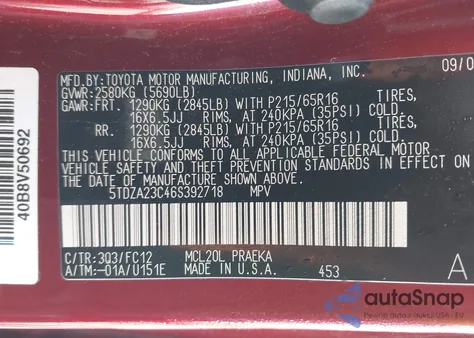 MFD.BY:TOYOTA MOTOR MANUFACTURING, INDIANA, INC. 09/0
GVWR:2580KG (5690LB)
GAWR:FRT. 1290KG (2845LB) WITH P215/65R16 TIRES,
16X6.5JJ RIMS, AT 240KPA (35PSI) COLD.
RR. 1290KG (2845LB) WITH P215/65R16 TIRES,
16X6.5JJ RIMS, AT 240KPA (35PSI) COLD.
THIS VEHICLE CONFORMS TO ALL APPLICABLE FEDERAL MOTOR
VEHICLE SAFETY AND THEFT PREVENTION STANDARDS IN EFFECT
ON THE DATE OF MANUFACTURE SHOWN ABOVE.
5TDZA23C46S392718 MPV
C/TR:3Q3/FC12 MCL20L PRAEKA A
A/TM:-01A/U151E MADE IN U.S.A. 453
40B8V50692
autoSnap